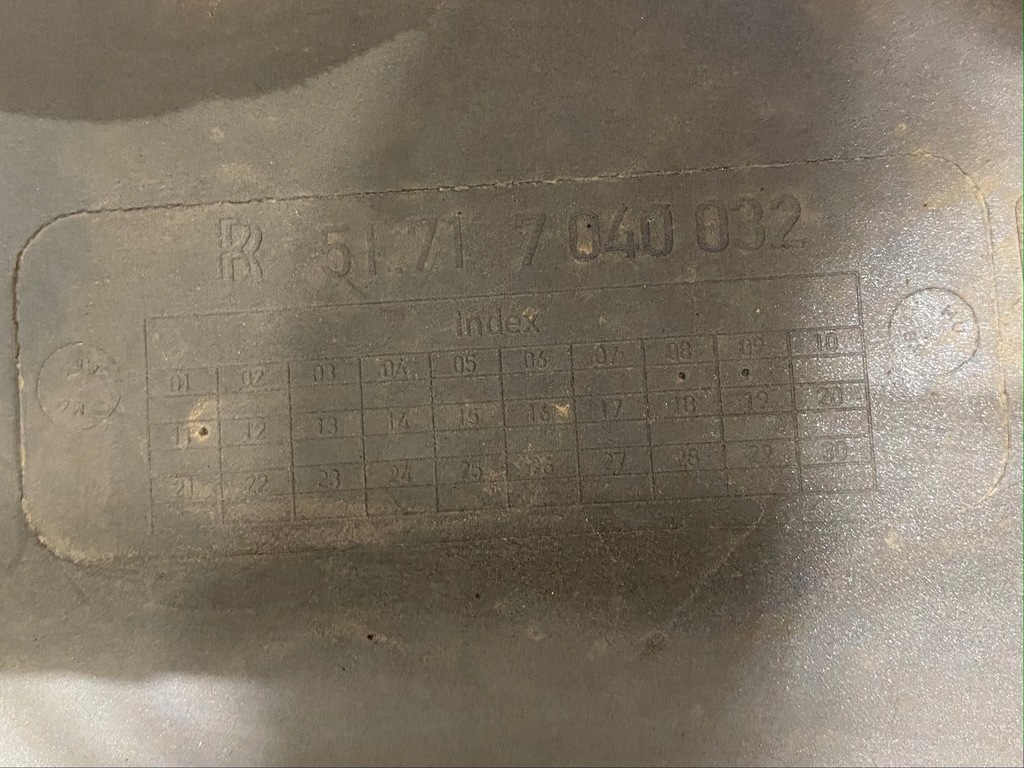 RR 51.71 7 040 032
Index
01 02 03 04 05 06 07 08 09 10
11 12 13 14 15 16 17 18 19 20
21 22 23 24 25 26 27 28 29 30